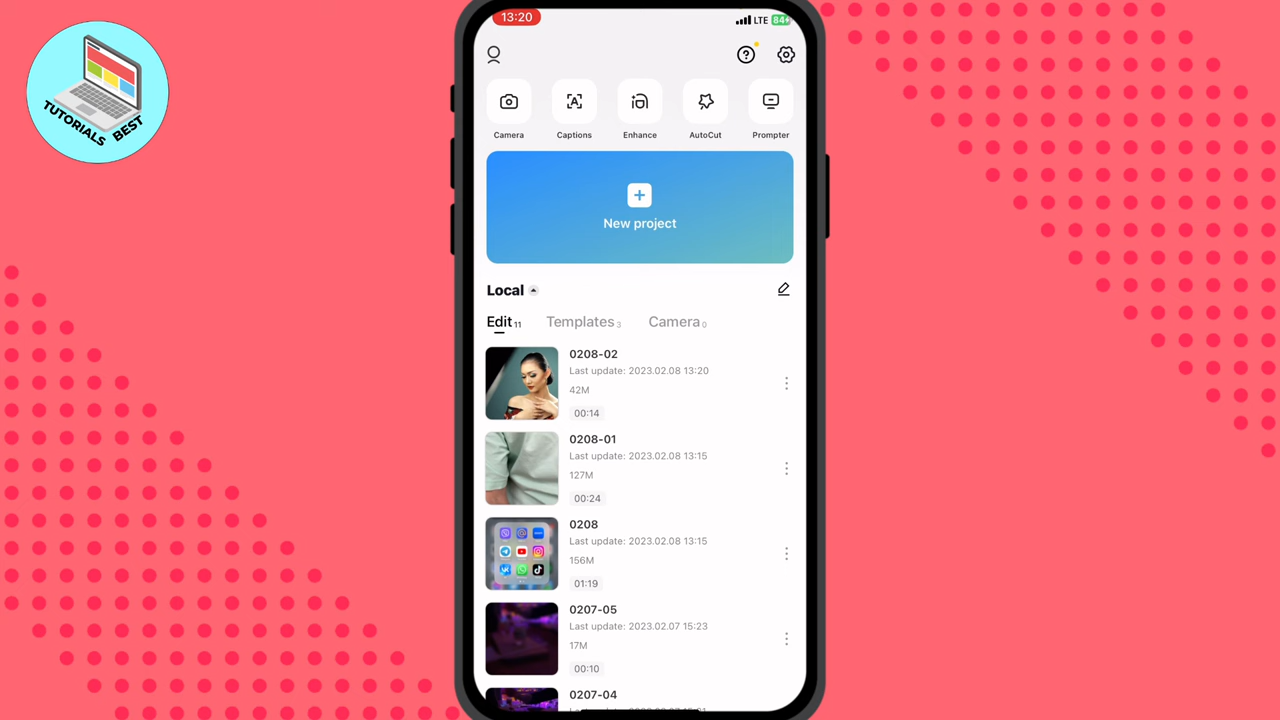 TUTORIALS BEST
13:20
LTE 84
Camera Captions Enhance AutoCut Prompter
New project
Local
Edit 11 Templates 3 Camera 0
0208-02
Last update: 2023.02.08 13:20
42M
00:14
0208-01
Last update: 2023.02.08 13:15
127M
00:24
0208
Last update: 2023.02.08 13:15
156M
01:19
0207-05
Last update: 2023.02.07 15:23
17M
00:10
0207-04